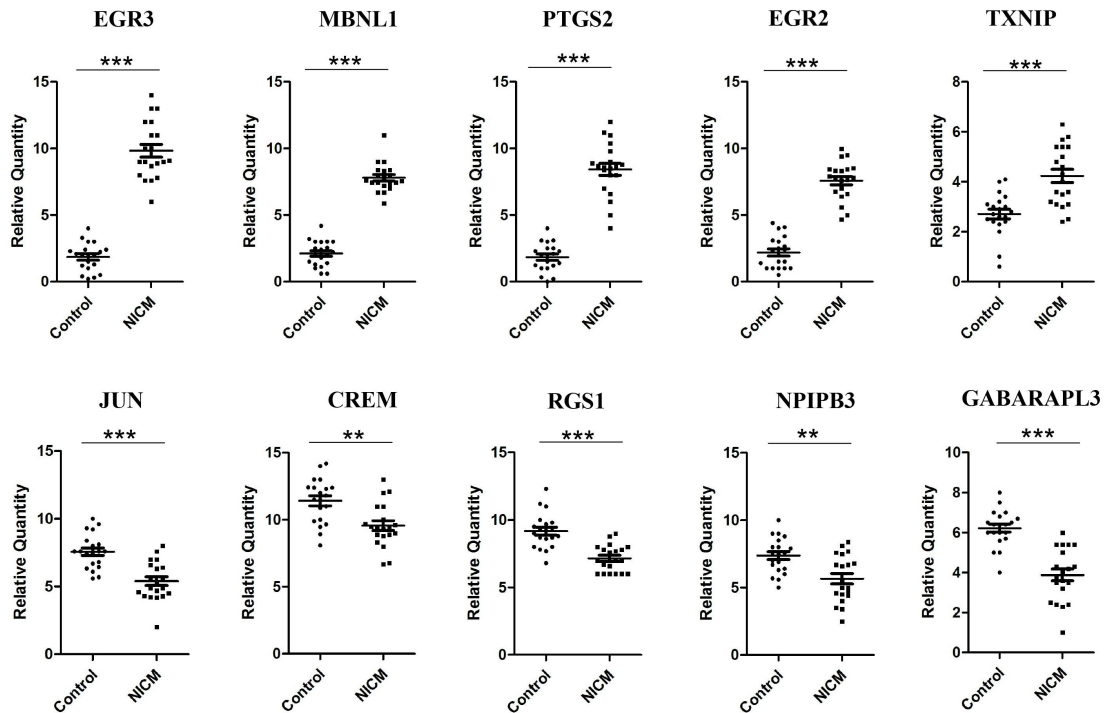 EGR3 MBNL1 PTGS2 EGR2 TXNIP
*** *** *** *** ***
15 15 15 15 8
Relative Quantity Relative Quantity Relative Quantity Relative Quantity Relative Quantity
10 10 10 10 6
4
5 5 5 5
2
0 0 0 0 0
Control NICM Control NICM Control NICM Control NICM Control NICM
JUN CREM RGS1 NPIPB3 GABARAPL3
*** ** *** ** ***
15 15 15 15 10
Relative Quantity Relative Quantity Relative Quantity Relative Quantity Relative Quantity
8
10 10 10 10
6
5 5 5 5 4
2
0 0 0 0 0
Control NICM Control NICM Control NICM Control NICM Control NICM